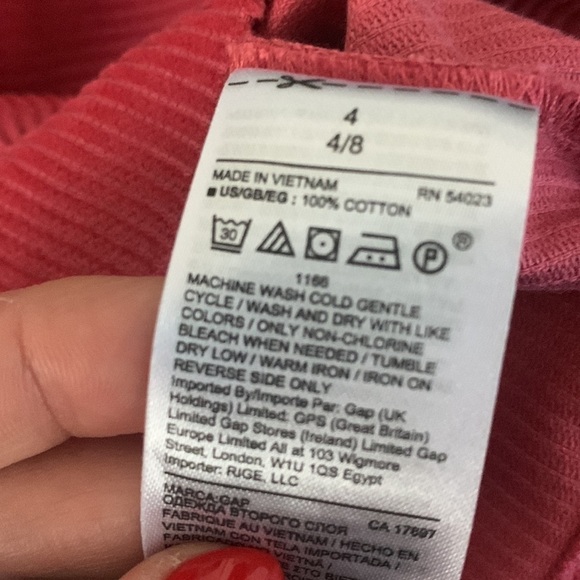 4
4/8
MADE IN VIETNAM RN 54023
■ US/GB/EG : 100% COTTON
30 P ®
1166
MACHINE WASH COLD GENTLE
CYCLE / WASH AND DRY WITH LIKE
COLORS / ONLY NON-CHLORINE
BLEACH WHEN NEEDED / TUMBLE
DRY LOW / WARM IRON / IRON ON
REVERSE SIDE ONLY
Imported By/Importe Par: Gap (UK
Holdings) Limited: GPS (Great Britain)
Limited Gap Stores (Ireland) Limited Gap
Europe Limited All at 103 Wigmore
Street, London, W1U 1QS Egypt
Importer: RIGE, LLC
MARCA:GAP
ОДЕЖДА ВТОРОГО СЛОЯ CA 17897
FABRIQUE AU VIETNAM / HECHO EN
VIETNAM CON TELA IMPORTADA /
VIETNÃ /